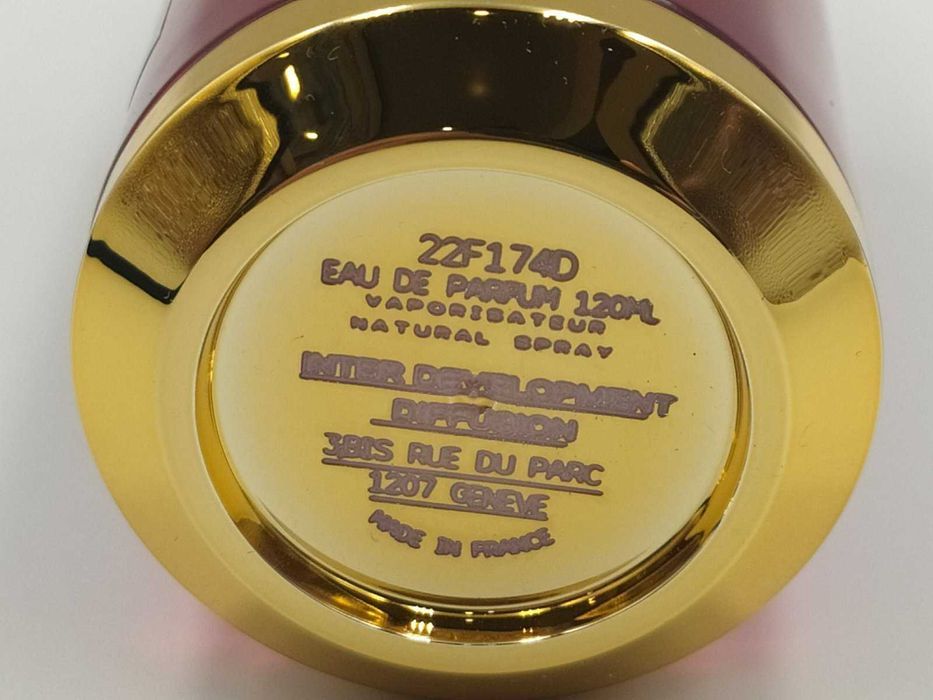 22F174D
EAU DE PARFUM 120ML
VAPORISATEUR
NATURAL SPRAY
INTER DEVELOPMENT
DIFFUSION
3BIS RUE DU PARC
1207 GENEVE
MADE IN FRANCE